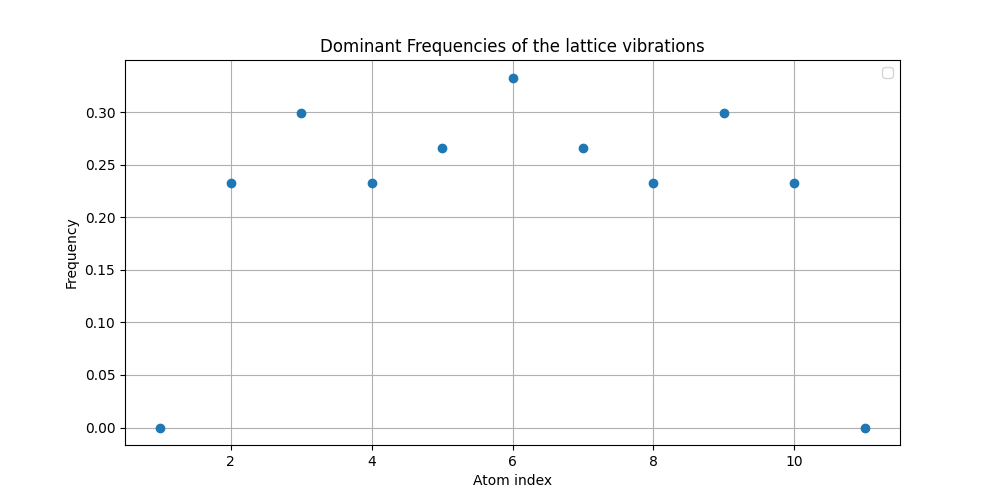 Dominant Frequencies of the lattice vibrations
0.30
0.25
0.20
0.15
0.10
0.05
0.00
Frequency
2 4 6 8 10
Atom index